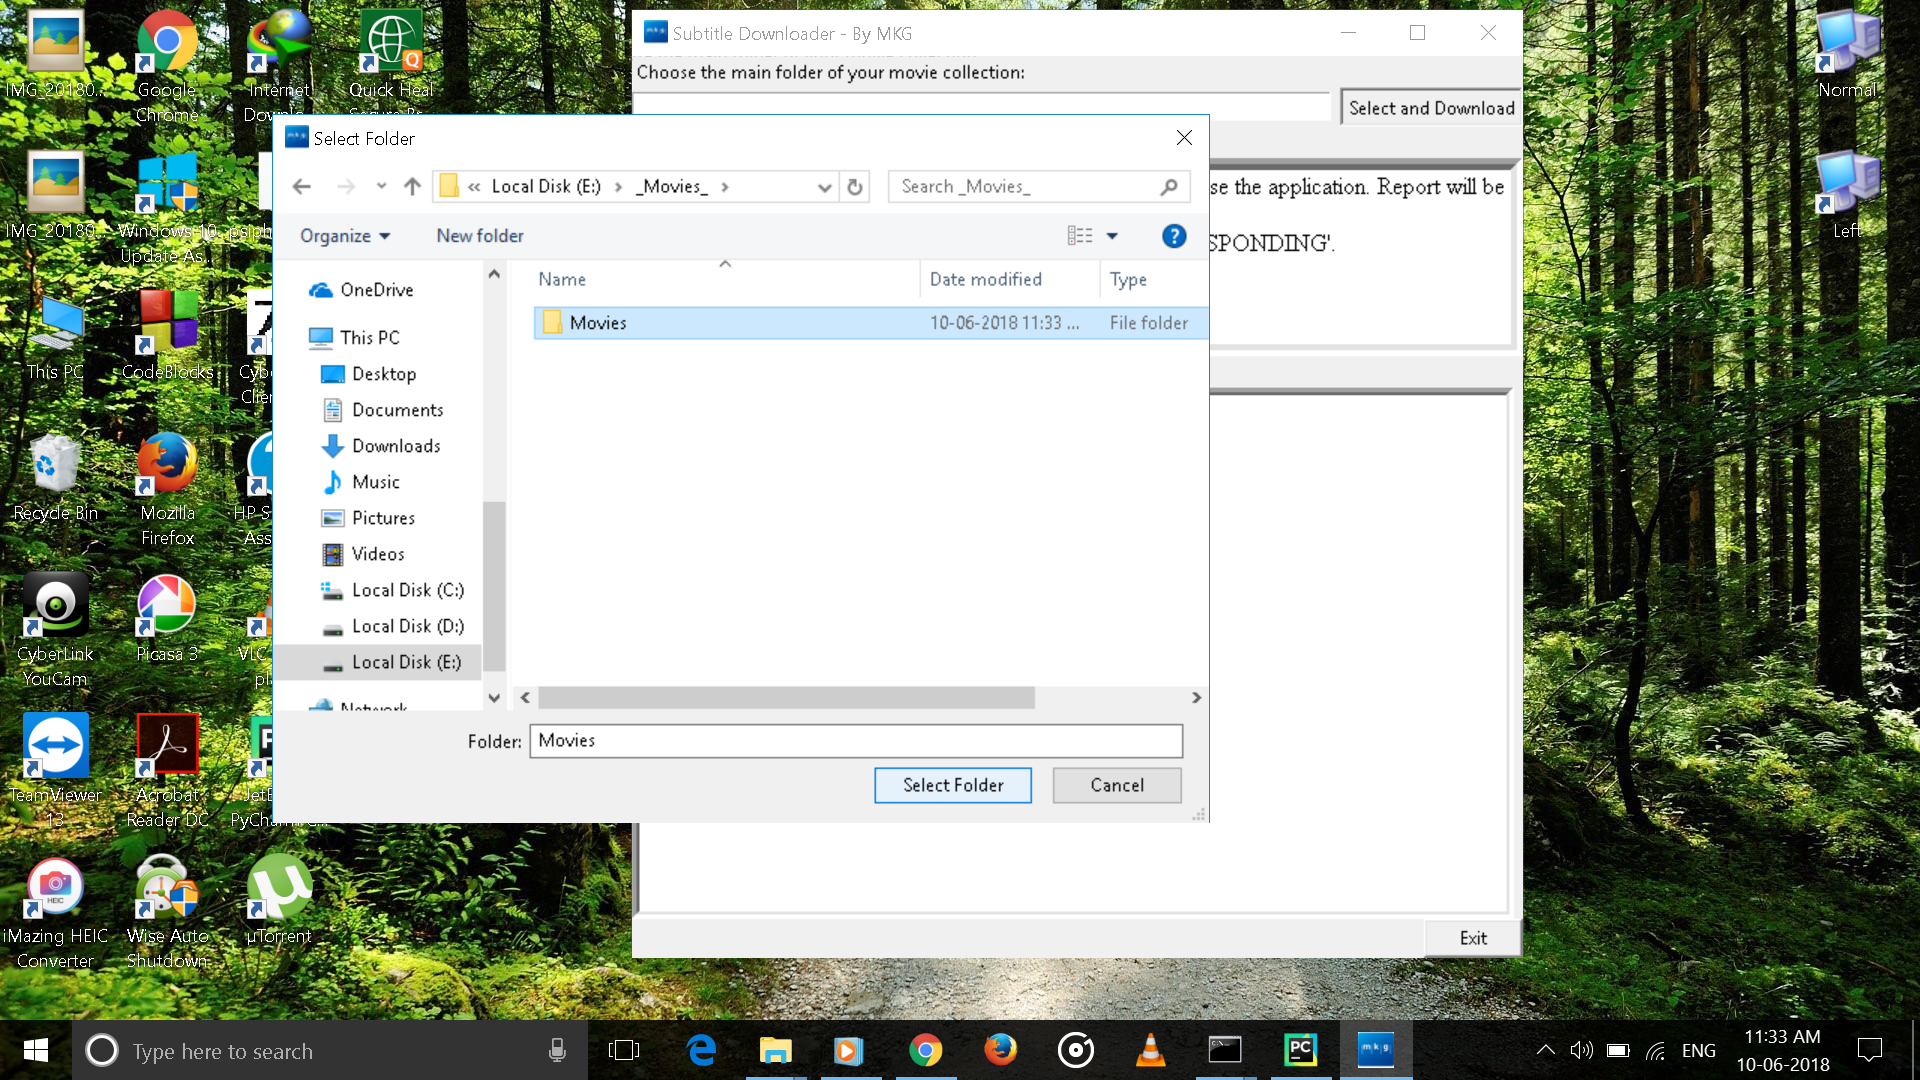 Subtitle Downloader - By MKG
Choose the main folder of your movie collection:
Select and Download
se the application. Report will be
SPONDING'.
Exit
Select Folder
« Local Disk (E:) › _Movies_ ›
Search _Movies_
Organize
New folder
?
Name
Date modified
Type
Movies
10-06-2018 11:33 ...
File folder
OneDrive
This PC
Desktop
Documents
Downloads
Music
Pictures
Videos
Local Disk (C:)
Local Disk (D:)
Local Disk (E:)
Network
Folder: Movies
Select Folder
Cancel
IMG_20180...
Google
Chrome
Internet
Downlo...
Quick Heal
Secure Br...
IMG_20180...
Windows 10
Update As...
psiph
This PC
CodeBlocks
Cybe
Clien
Recycle Bin
Mozilla
Firefox
HP S
Ass
CyberLink
YouCam
Picasa 3
VLC
pl
TeamViewer
13
Acrobat
Reader DC
JetB
PyCharm C...
iMazing HEIC
Converter
HEIC
Wise Auto
Shutdown
µTorrent
Normal
Left
Type here to search
PC
mkg
ENG
11:33 AM
10-06-2018